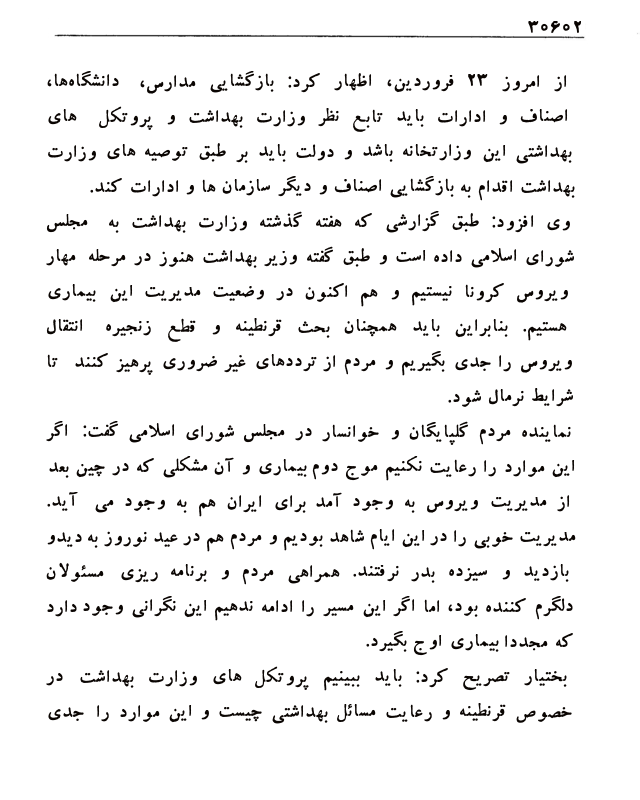 ۳۰۶۰۲
از امروز ۲۳ فروردین، اظهار کرد: بازگشایی مدارس، دانشگاه‌ها،
اصناف و ادارات باید تابع نظر وزارت بهداشت و پروتکل های
بهداشتی این وزارتخانه باشد و دولت باید بر طبق توصیه های وزارت
بهداشت اقدام به بازگشایی اصناف و دیگر سازمان ها و ادارات کند.
وی افزود: طبق گزارشی که هفته گذشته وزارت بهداشت به مجلس
شورای اسلامی داده است و طبق گفته وزیر بهداشت هنوز در مرحله مهار
ویروس کرونا نیستیم و هم اکنون در وضعیت مدیریت این بیماری
هستیم. بنابراین باید همچنان بحث قرنطینه و قطع زنجیره انتقال
ویروس را جدی بگیریم و مردم از ترددهای غیر ضروری پرهیز کنند تا
شرایط نرمال شود.
نماینده مردم گلپایگان و خوانسار در مجلس شورای اسلامی گفت: اگر
این موارد را رعایت نکنیم موج دوم بیماری و آن مشکلی که در چین بعد
از مدیریت ویروس به وجود آمد برای ایران هم به وجود می آید.
مدیریت خوبی را در این ایام شاهد بودیم و مردم هم در عید نوروز به دیدو
بازدید و سیزده بدر نرفتند. همراهی مردم و برنامه ریزی مسئولان
دلگرم کننده بود، اما اگر این مسیر را ادامه ندهیم این نگرانی وجود دارد
که مجددا بیماری اوج بگیرد.
بختیار تصریح کرد: باید ببینیم پروتکل های وزارت بهداشت در
خصوص قرنطینه و رعایت مسائل بهداشتی چیست و این موارد را جدی